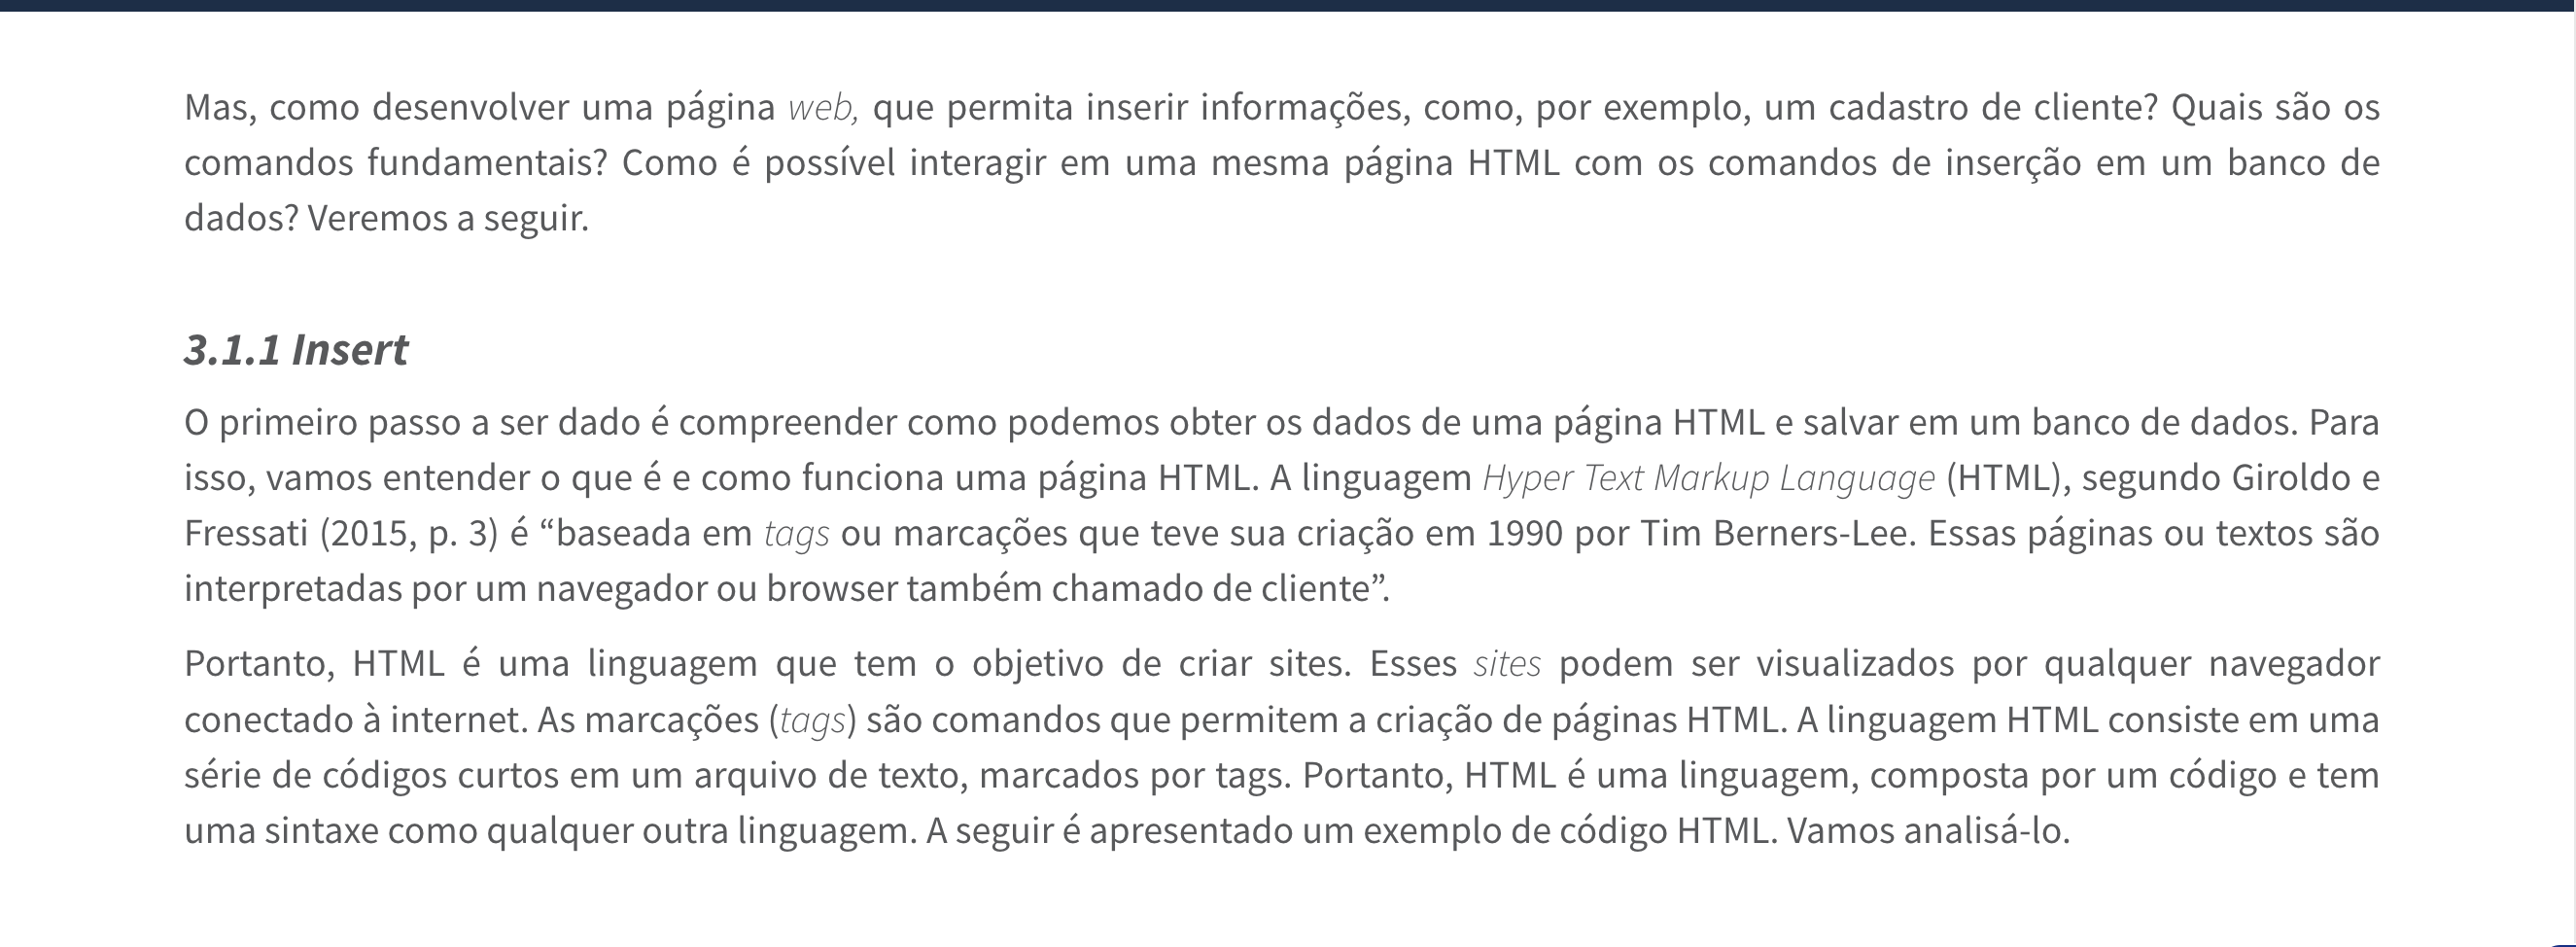 Mas, como desenvolver uma página web, que permita inserir informações, como, por exemplo, um cadastro de cliente? Quais são os
comandos fundamentais? Como é possível interagir em uma mesma página HTML com os comandos de inserção em um banco de
dados? Veremos a seguir.
3.1.1 Insert
O primeiro passo a ser dado é compreender como podemos obter os dados de uma página HTML e salvar em um banco de dados. Para
isso, vamos entender o que é e como funciona uma página HTML. A linguagem Hyper Text Markup Language (HTML), segundo Giroldo e
Fressati (2015, p. 3) é “baseada em tags ou marcações que teve sua criação em 1990 por Tim Berners-Lee. Essas páginas ou textos são
interpretadas por um navegador ou browser também chamado de cliente”.
Portanto, HTML é uma linguagem que tem o objetivo de criar sites. Esses sites podem ser visualizados por qualquer navegador
conectado à internet. As marcações (tags) são comandos que permitem a criação de páginas HTML. A linguagem HTML consiste em uma
série de códigos curtos em um arquivo de texto, marcados por tags. Portanto, HTML é uma linguagem, composta por um código e tem
uma sintaxe como qualquer outra linguagem. A seguir é apresentado um exemplo de código HTML. Vamos analisá-lo.